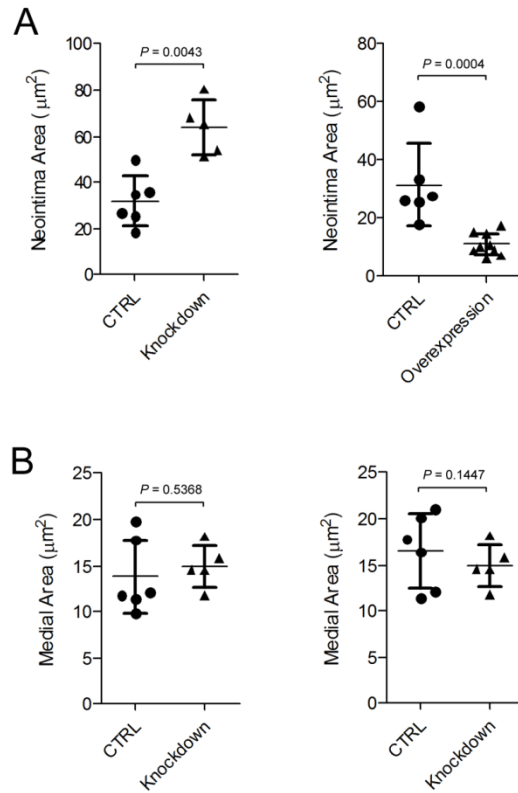 A
P = 0.0043
Neointima Area (μm²)
100
80
60
40
20
0
CTRL
Knockdown
P = 0.0004
Neointima Area (μm²)
80
60
40
20
0
CTRL
Overexpression
B
P = 0.5368
Medial Area (μm²)
25
20
15
10
5
0
CTRL
Knockdown
P = 0.1447
Medial Area (μm²)
25
20
15
10
5
0
CTRL
Knockdown